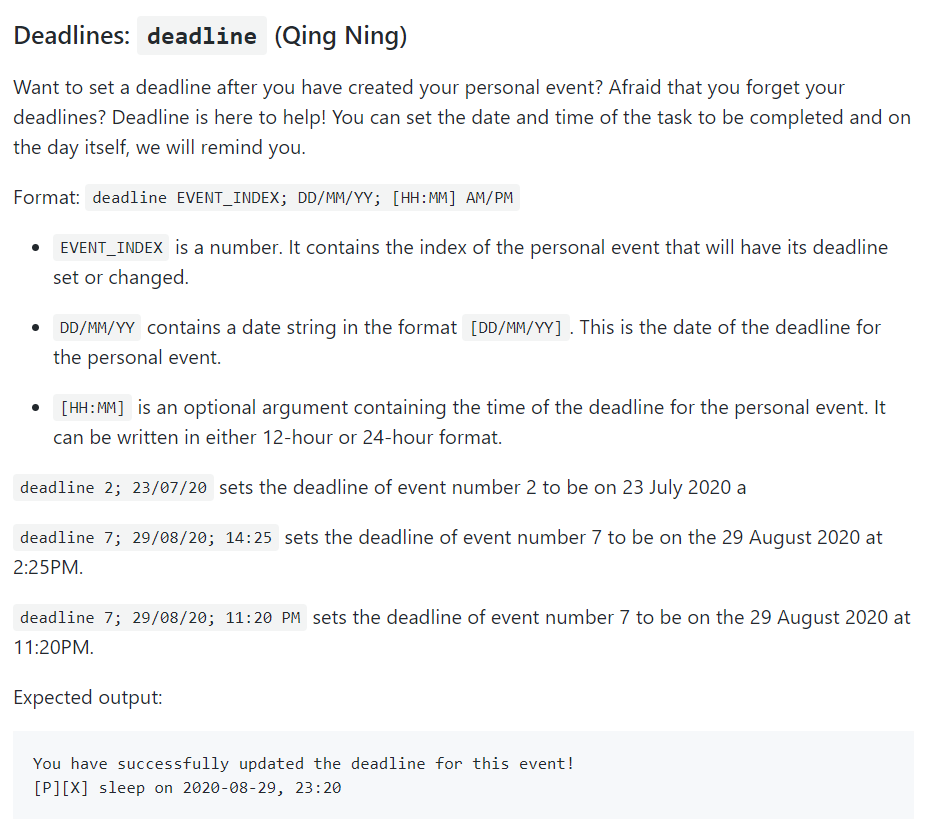 Deadlines: deadline (Qing Ning)
Want to set a deadline after you have created your personal event? Afraid that you forget your
deadlines? Deadline is here to help! You can set the date and time of the task to be completed and on
the day itself, we will remind you.
Format: deadline EVENT_INDEX; DD/MM/YY; [HH:MM] AM/PM
• EVENT_INDEX is a number. It contains the index of the personal event that will have its deadline
set or changed.
• DD/MM/YY contains a date string in the format [DD/MM/YY]. This is the date of the deadline for
the personal event.
• [HH:MM] is an optional argument containing the time of the deadline for the personal event. It
can be written in either 12-hour or 24-hour format.
deadline 2; 23/07/20 sets the deadline of event number 2 to be on 23 July 2020 a
deadline 7; 29/08/20; 14:25 sets the deadline of event number 7 to be on the 29 August 2020 at
2:25PM.
deadline 7; 29/08/20; 11:20 PM sets the deadline of event number 7 to be on the 29 August 2020 at
11:20PM.
Expected output:
You have successfully updated the deadline for this event!
[P][X] sleep on 2020-08-29, 23:20